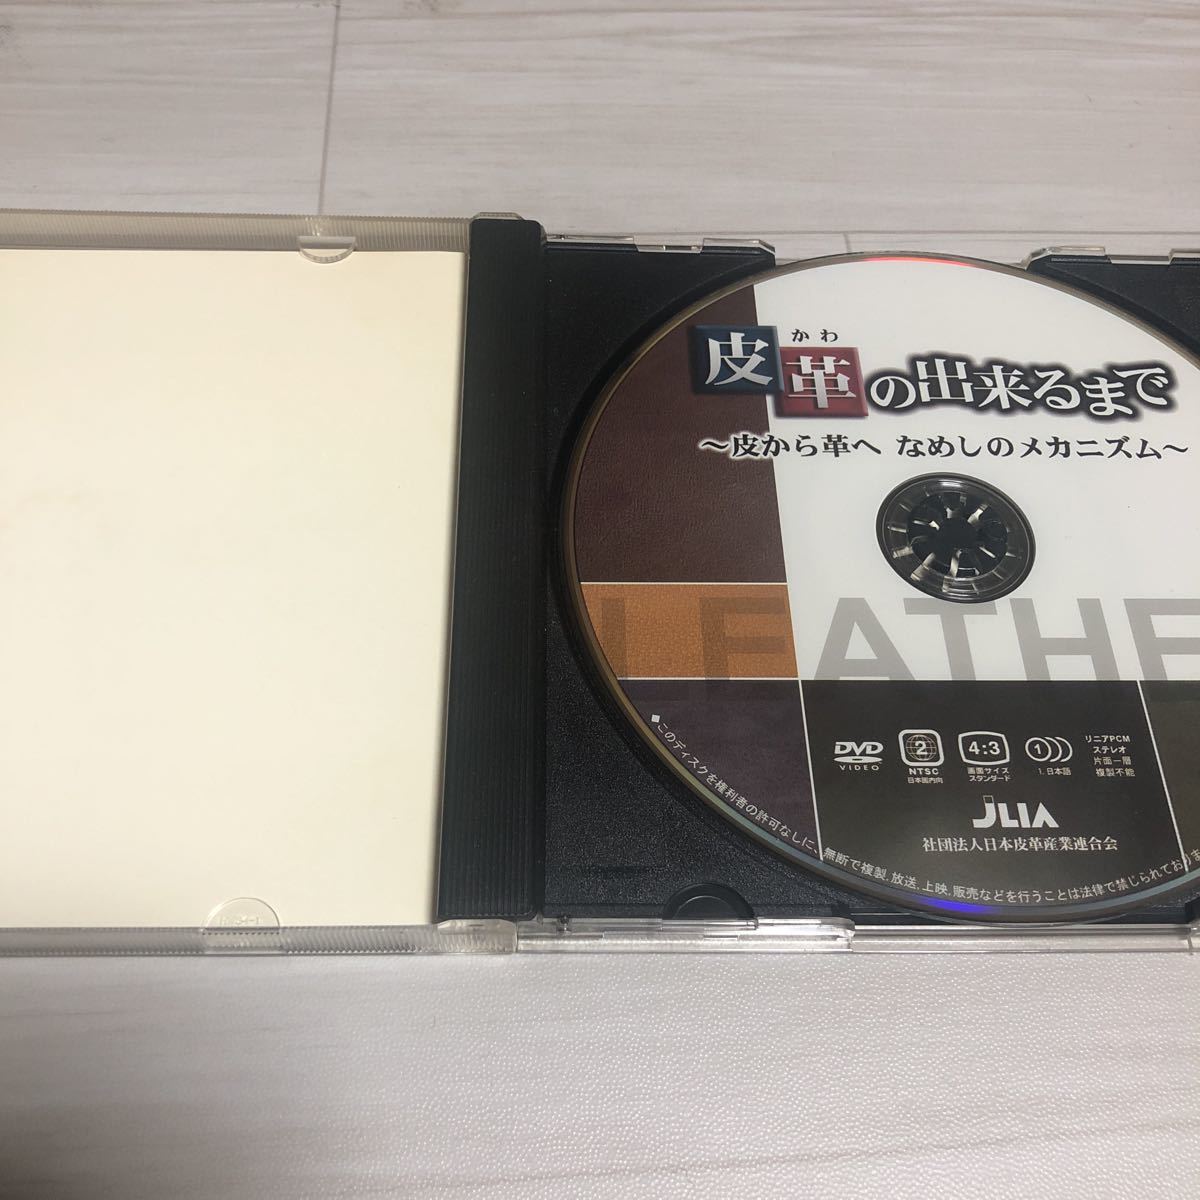 かわ
皮革の出来るまで
～皮から革へ なめしのメカニズム～
LEATHE
DVD
VIDEO
2
NTSC
日本国内向
4:3
画面サイズ
スタンダード
1
1. 日本語
リニアPCM
ステレオ
片面一層
複製不能
JLIA
社団法人日本皮革産業連合会
■このディスクを権利者の許可なしに、無断で複製、放送、上映、販売などを行うことは法律で禁じられておりま